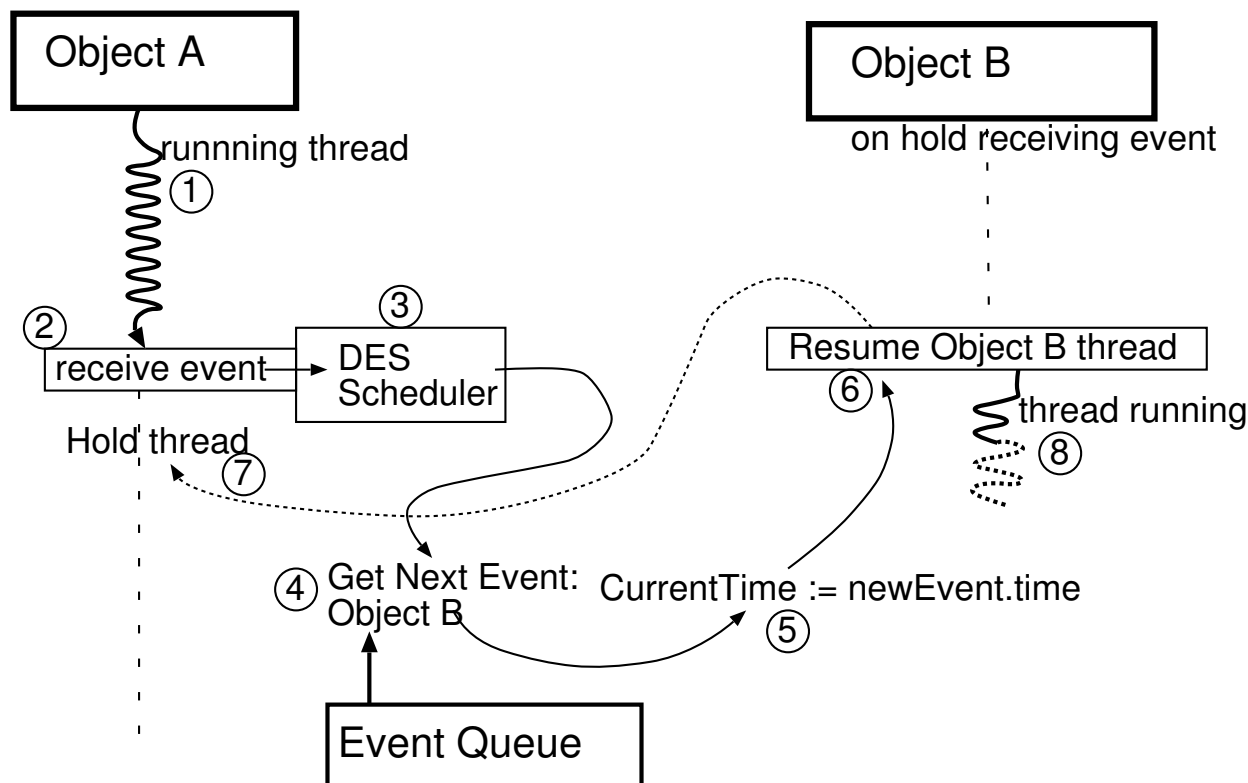 Object A
Object B
runnning thread
on hold receiving event
1
2
3
receive event
DES
Scheduler
Resume Object B thread
6
thread running
Hold thread
7
8
4
Get Next Event:
Object B
CurrentTime := newEvent.time
5
Event Queue